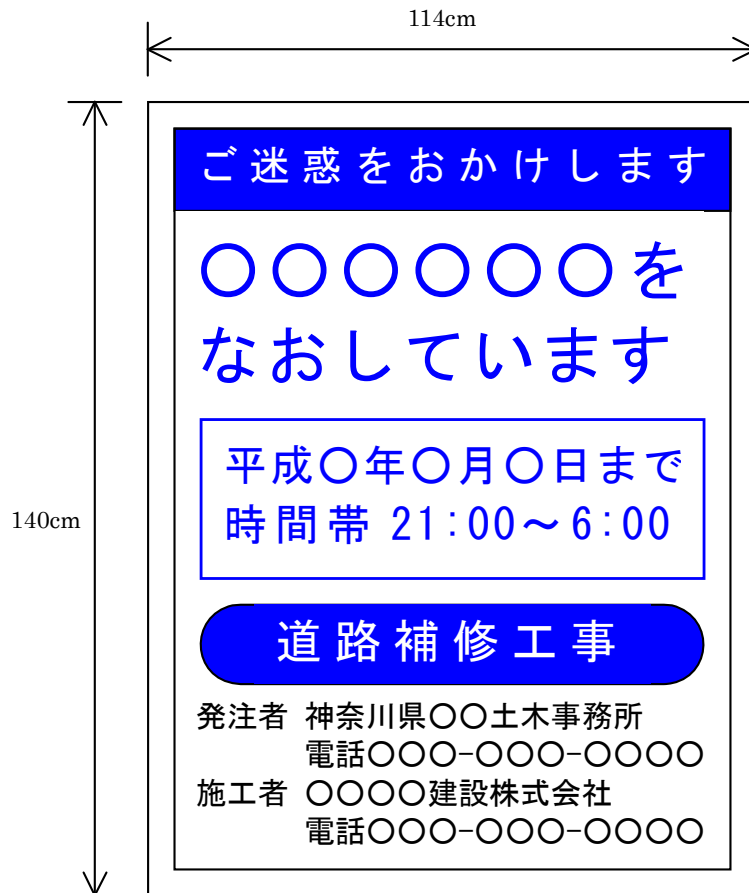 114cm
ご迷惑をおかけします
〇〇〇〇〇〇を
なおしています
平成〇年〇月〇日まで
140cm
時間帯 21:00～6:00
道路補修工事
発注者 神奈川県〇〇土木事務所
電話〇〇〇-〇〇〇-〇〇〇〇
施工者 〇〇〇〇建設株式会社
電話〇〇〇-〇〇〇-〇〇〇〇